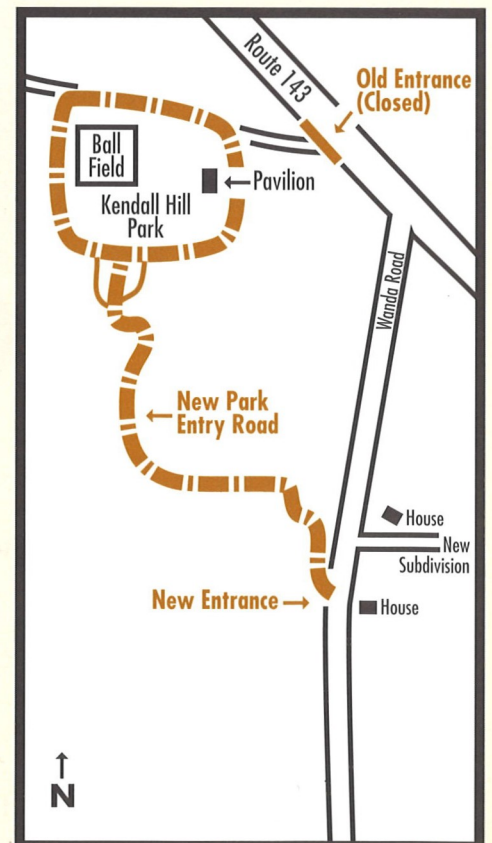 Route 143
Old Entrance
(Closed)
Ball
Field
Pavilion
Kendall Hill
Park
Wanda Road
New Park
Entry Road
House
New
Subdivision
New Entrance
House
N